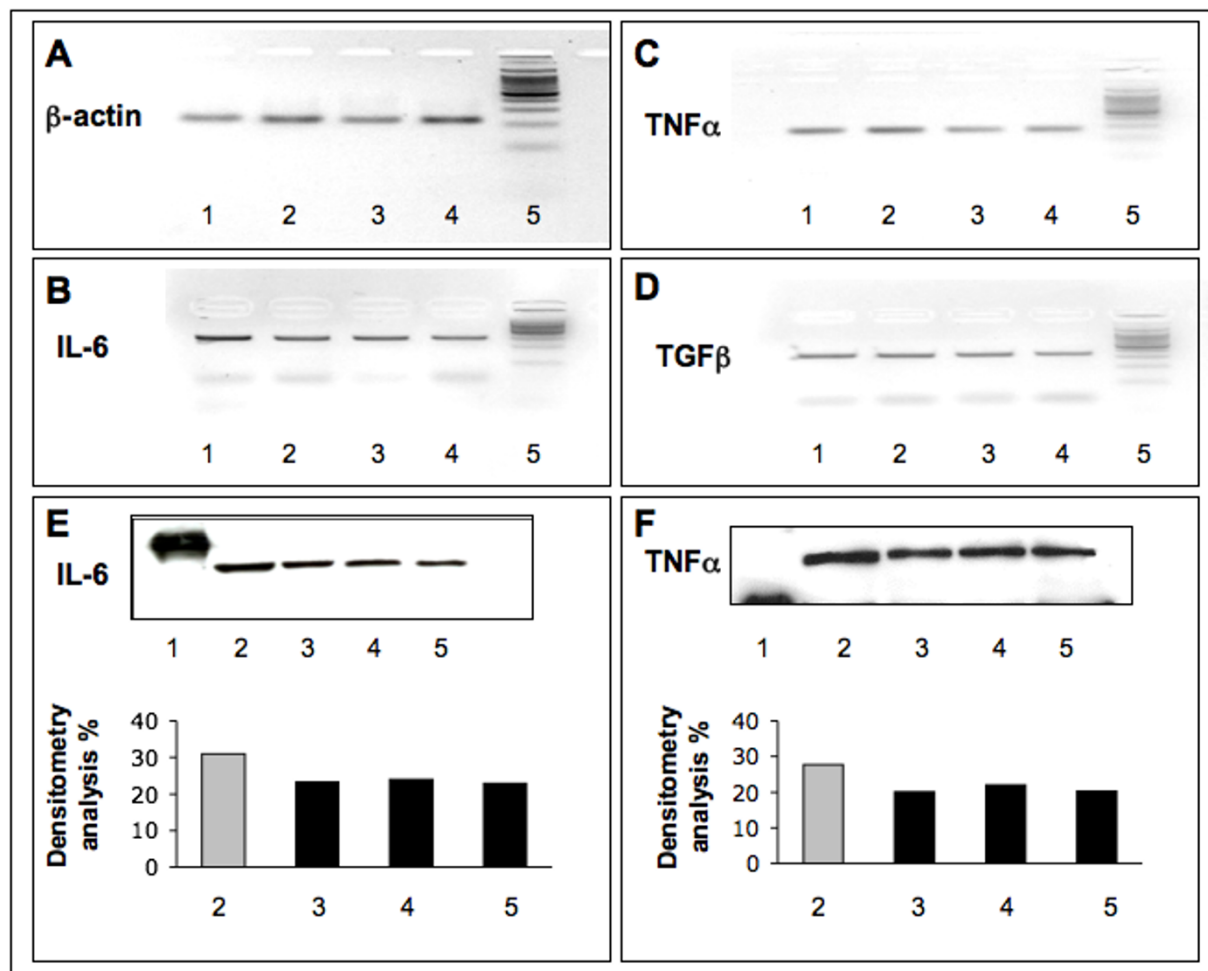 A
β-actin
1 2 3 4 5
C
TNFα
1 2 3 4 5
B
IL-6
1 2 3 4 5
D
TGFβ
1 2 3 4 5
E
IL-6
1 2 3 4 5
Densitometry
analysis %
40
30
20
10
0
2 3 4 5
F
TNFα
1 2 3 4 5
Densitometry
analysis %
40
30
20
10
0
2 3 4 5